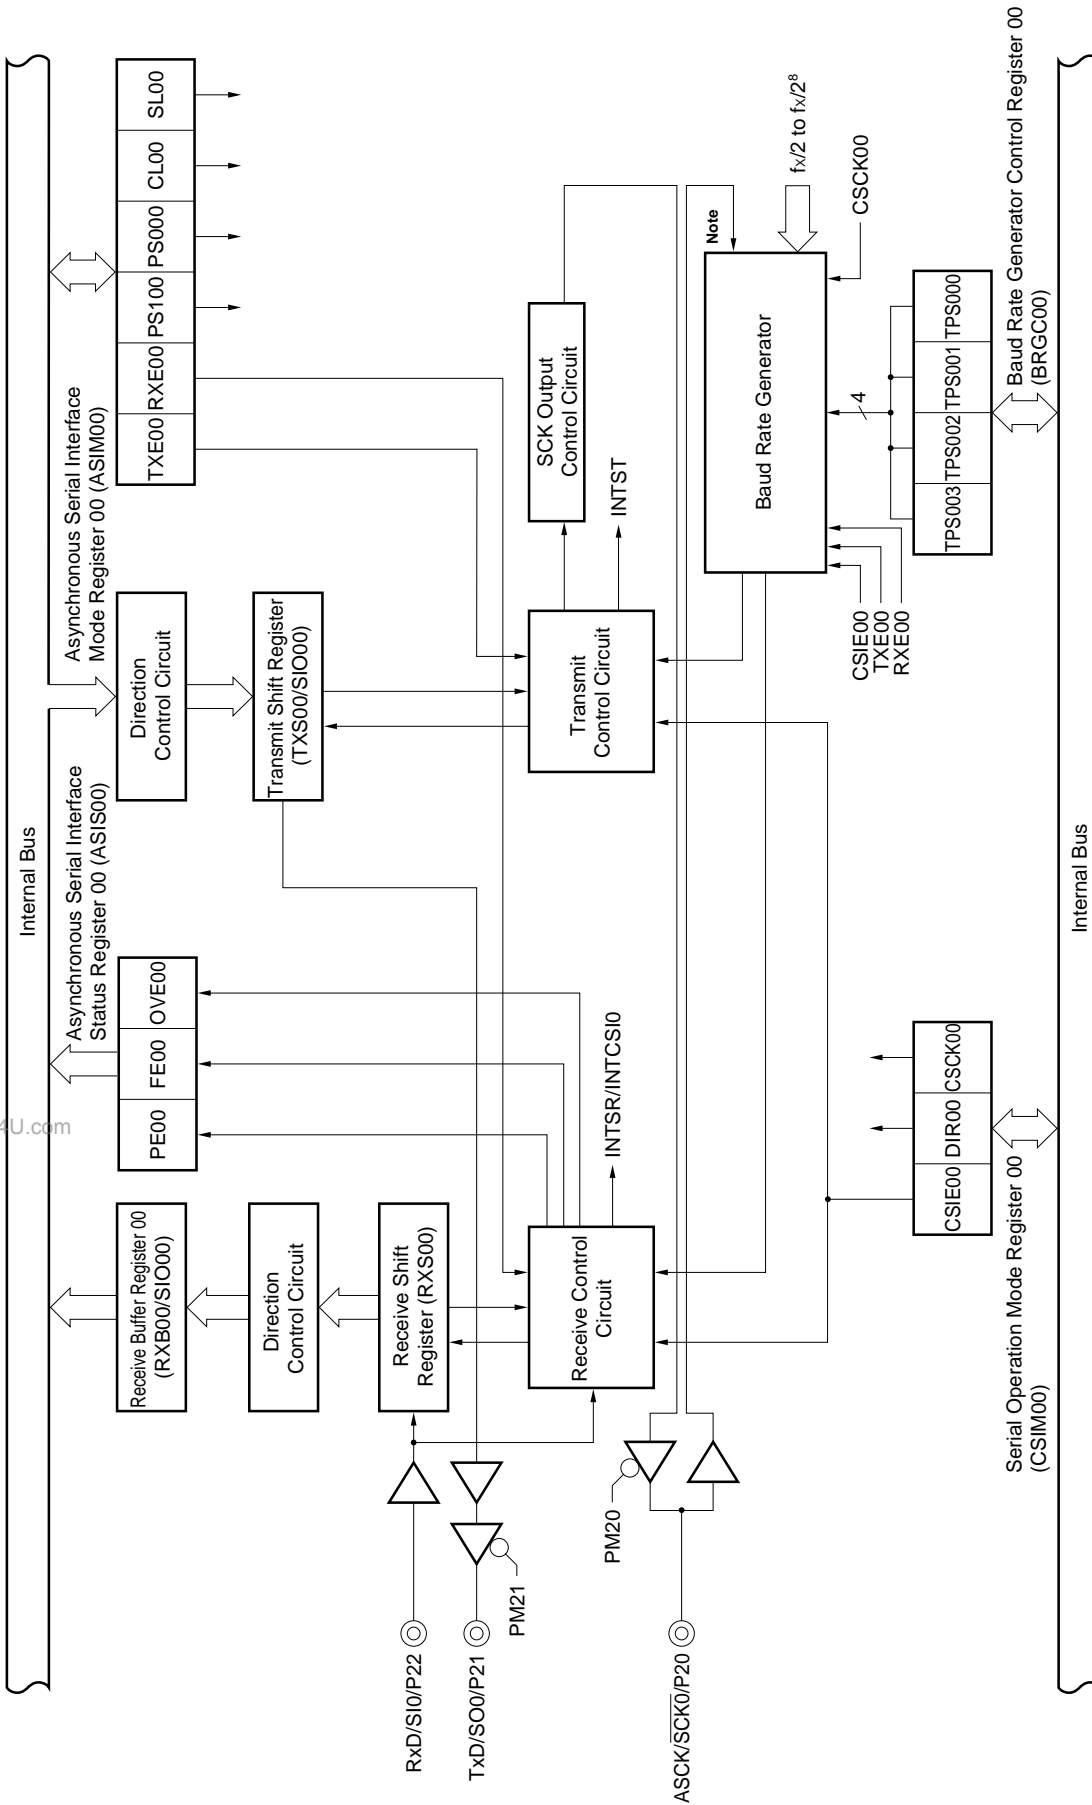 Internal Bus
Receive Buffer Register 00
(RXB00/SIO00)
Direction
Control Circuit
Receive Shift
Register (RXS00)
RxD/SI0/P22
TxD/SO0/P21
PM21
ASCK/SCK0/P20
PM20
Asynchronous Serial Interface
Status Register 00 (ASIS00)
PE00 FE00 OVE00
Receive Control
Circuit
INTSR/INTCSI0
Direction
Control Circuit
Transmit Shift Register
(TXS00/SIO00)
Transmit
Control Circuit
INTST
SCK Output
Control Circuit
Asynchronous Serial Interface
Mode Register 00 (ASIM00)
TXE00 RXE00 PS100 PS000 CL00 SL00
Note
Baud Rate Generator
fx/2 to fx/2⁸
CSCK00
CSIE00
TXE00
RXE00
4
TPS003 TPS002 TPS001 TPS000
Baud Rate Generator Control Register 00
(BRGC00)
CSIE00 DIR00 CSCK00
Serial Operation Mode Register 00
(CSIM00)
Internal Bus
4U.com